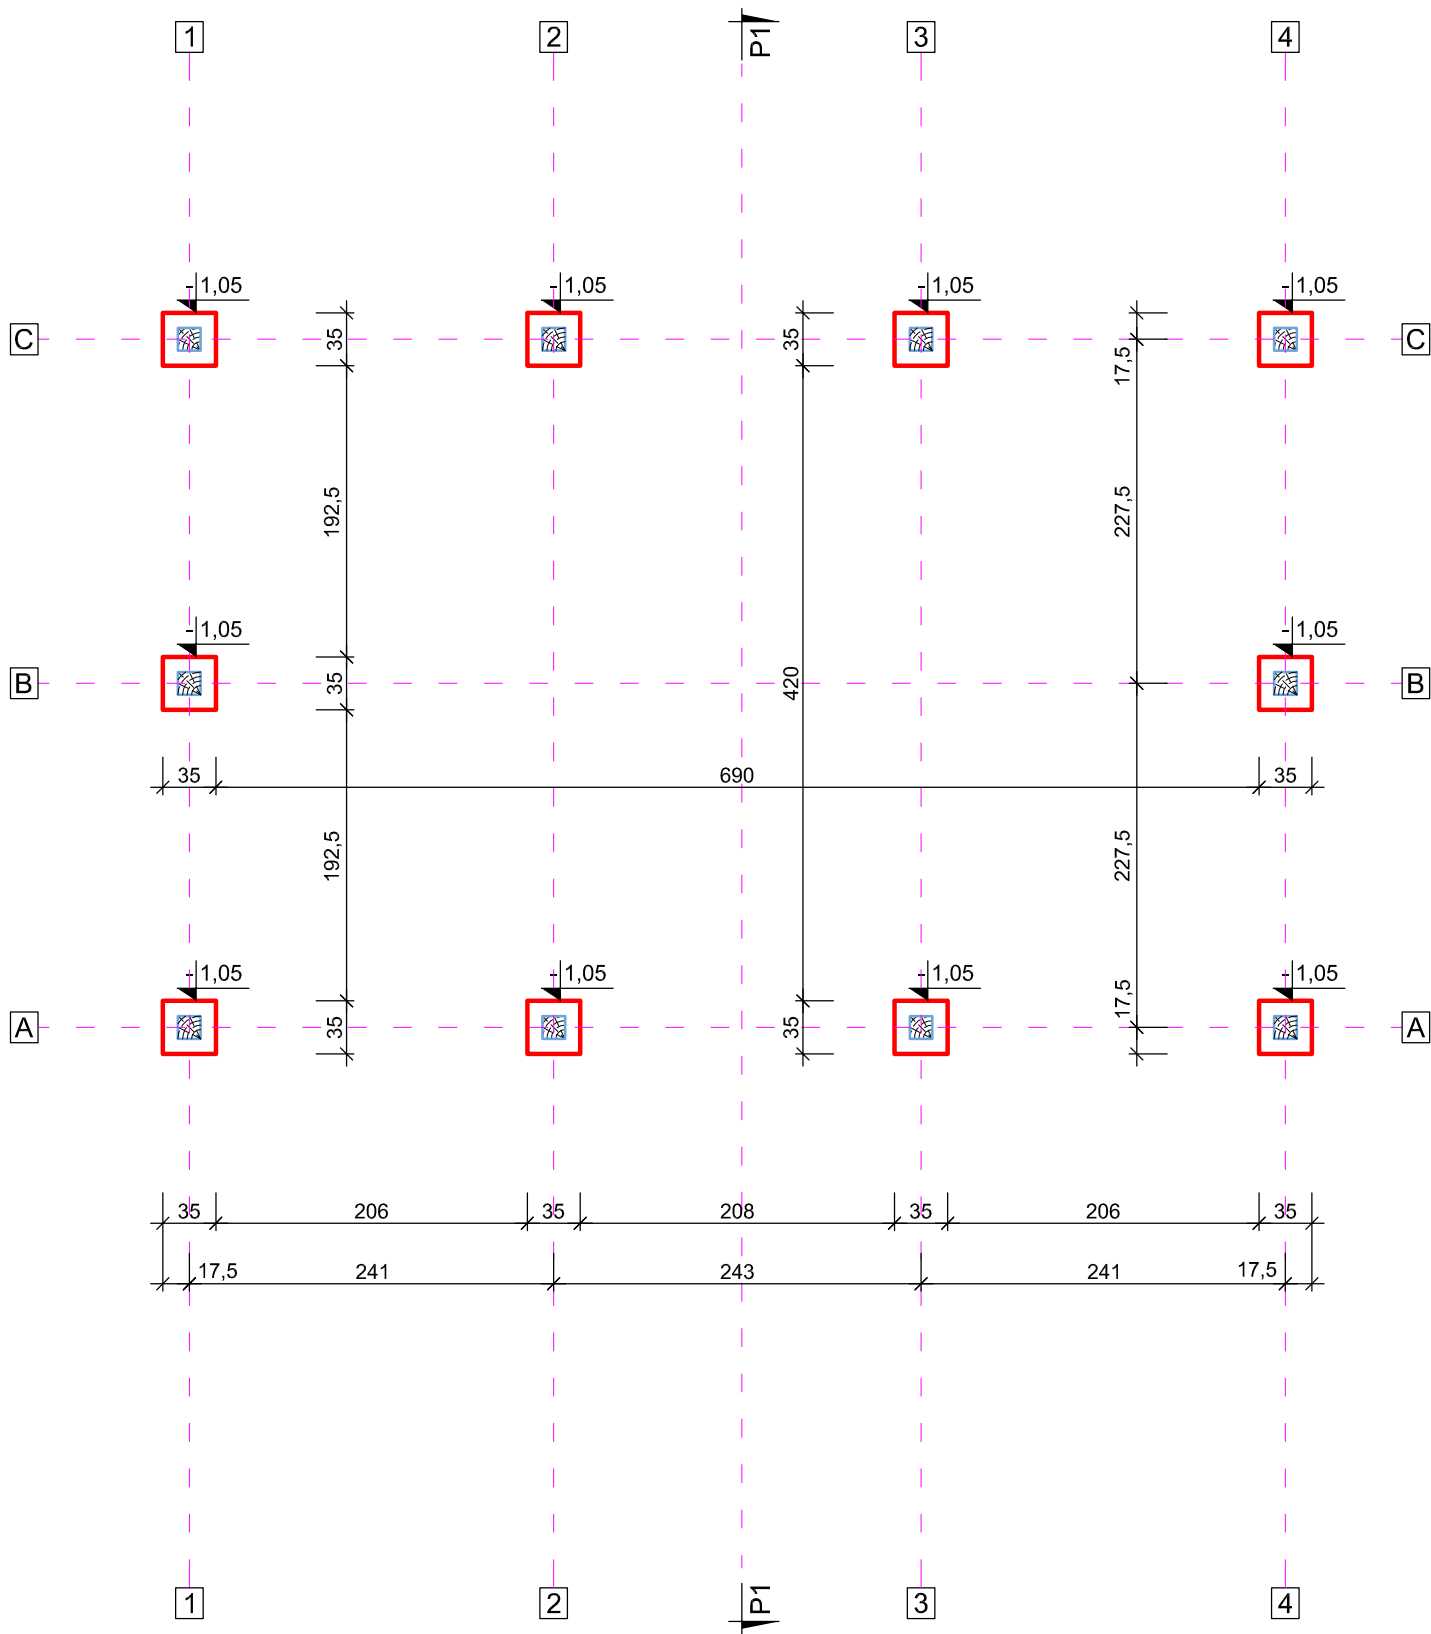 1 2 P1 3 4
-1,05 -1,05 -1,05 -1,05
C 35 35 17,5 C
192,5 227,5
-1,05 -1,05
B 35 420 B
35 690 35
192,5 227,5
-1,05 -1,05 -1,05 -1,05
17,5
A 35 35 A
35 206 35 208 35 206 35
17,5 241 243 241 17,5
1 2 P1 3 4